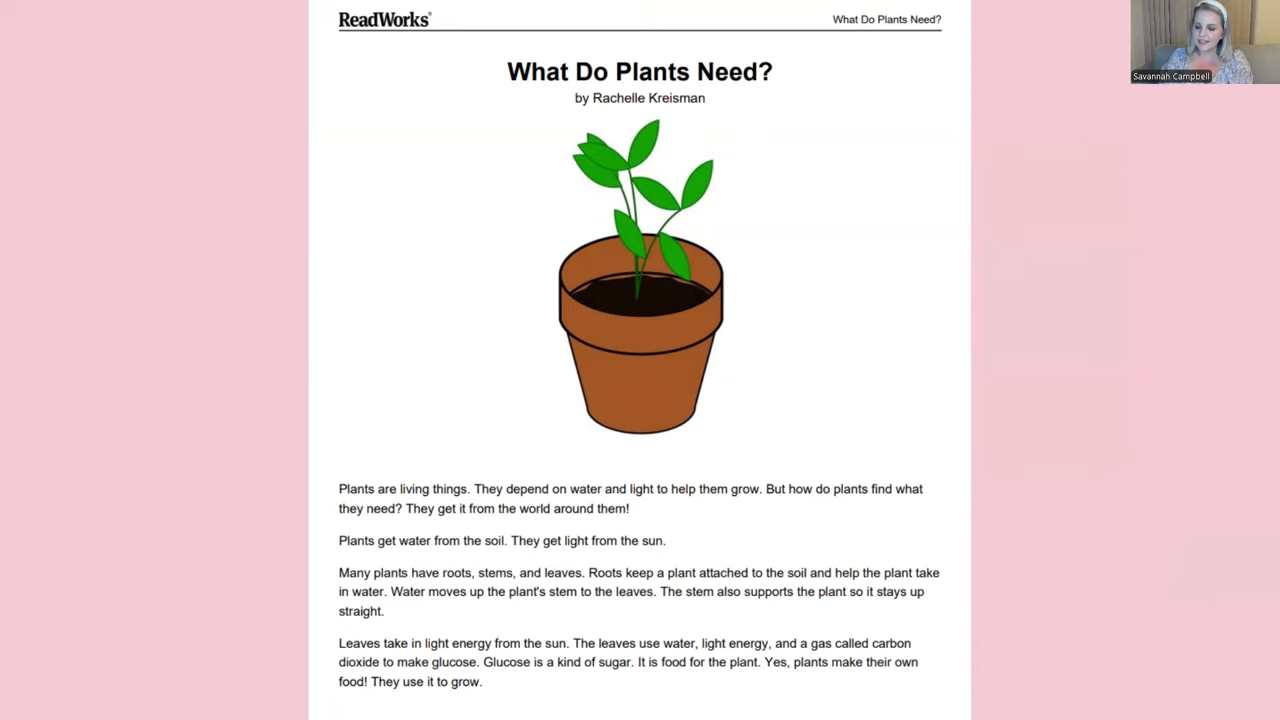 ReadWorks®
What Do Plants Need?
Savannah Campbell
What Do Plants Need?
by Rachelle Kreisman
Plants are living things. They depend on water and light to help them grow. But how do plants find what
they need? They get it from the world around them!
Plants get water from the soil. They get light from the sun.
Many plants have roots, stems, and leaves. Roots keep a plant attached to the soil and help the plant take
in water. Water moves up the plant's stem to the leaves. The stem also supports the plant so it stays up
straight.
Leaves take in light energy from the sun. The leaves use water, light energy, and a gas called carbon
dioxide to make glucose. Glucose is a kind of sugar. It is food for the plant. Yes, plants make their own
food! They use it to grow.